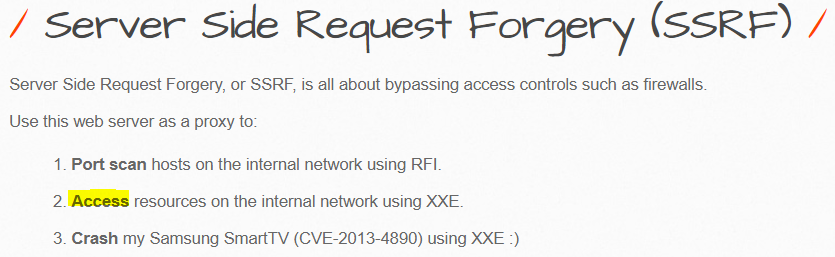 / Server Side Request Forgery (SSRF) /
Server Side Request Forgery, or SSRF, is all about bypassing access controls such as firewalls.
Use this web server as a proxy to:
1. Port scan hosts on the internal network using RFI.
2. Access resources on the internal network using XXE.
3. Crash my Samsung SmartTV (CVE-2013-4890) using XXE :)